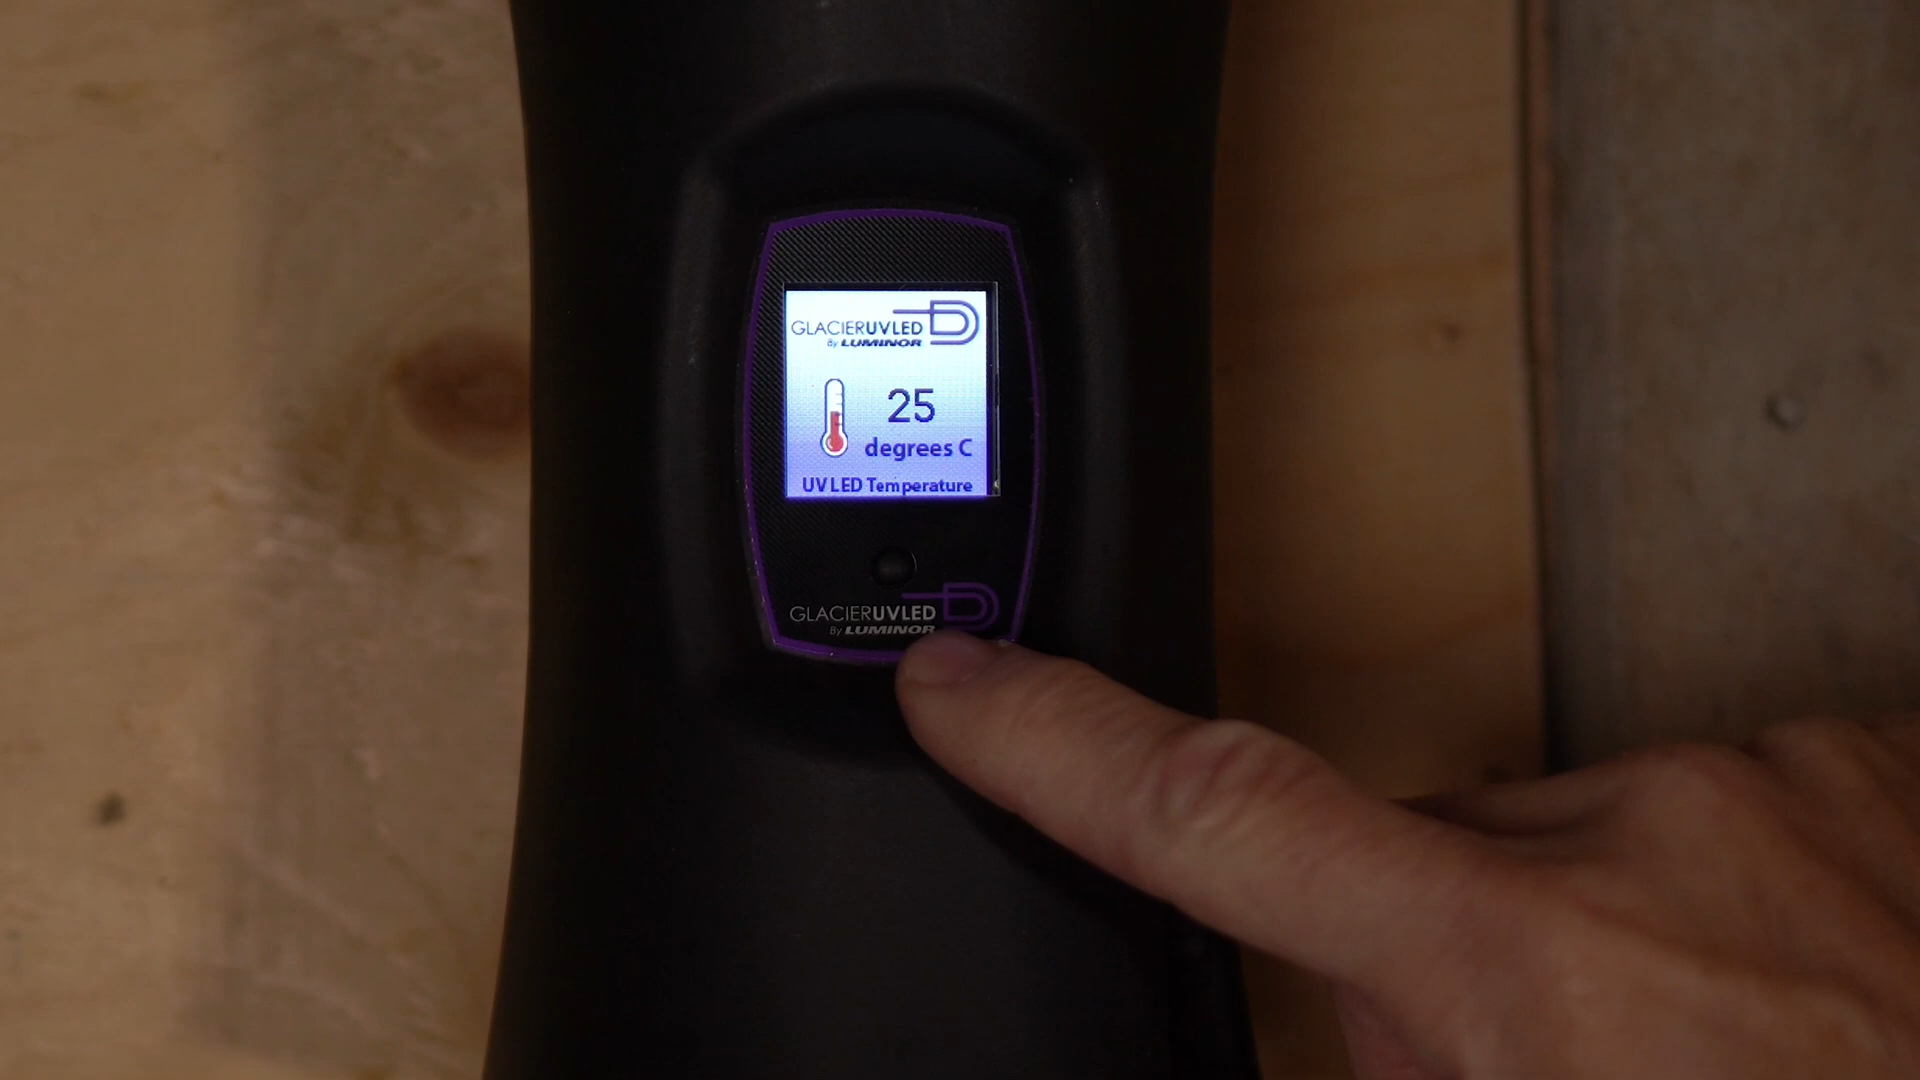 GLACIERUVLED
By LUMINOR
25
degrees C
UV LED Temperature
GLACIERUVLED
By LUMINOR